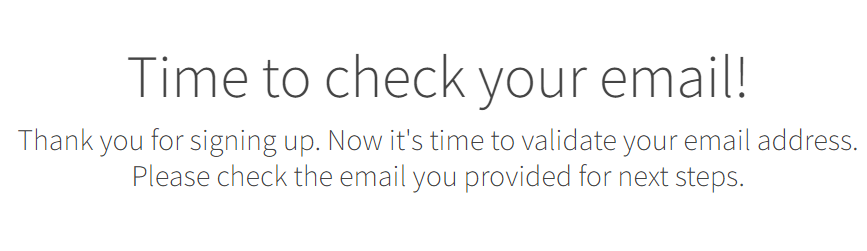 Time to check your email!
Thank you for signing up. Now it's time to validate your email address.
Please check the email you provided for next steps.